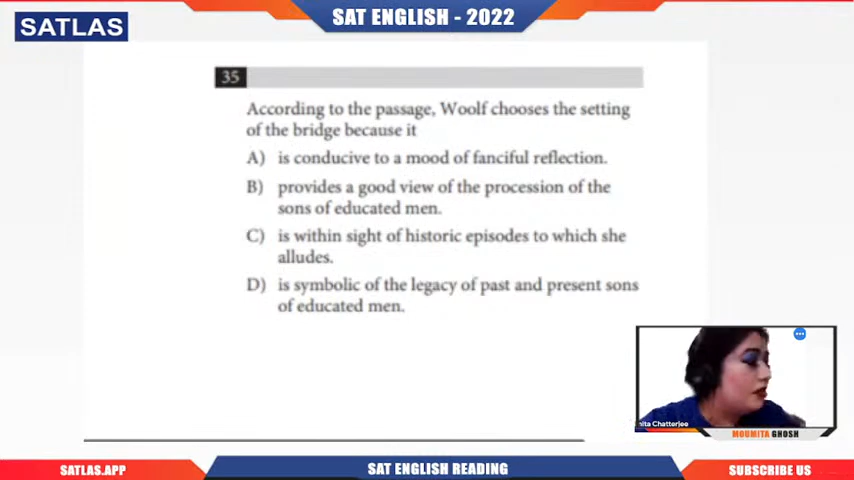 SATLAS
SAT ENGLISH - 2022
35
According to the passage, Woolf chooses the setting
of the bridge because it
A) is conducive to a mood of fanciful reflection.
B) provides a good view of the procession of the
sons of educated men.
C) is within sight of historic episodes to which she
alludes.
D) is symbolic of the legacy of past and present sons
of educated men.
Chatterjee
MOUMITA GHOSH
SATLAS.APP
SAT ENGLISH READING
SUBSCRIBE US